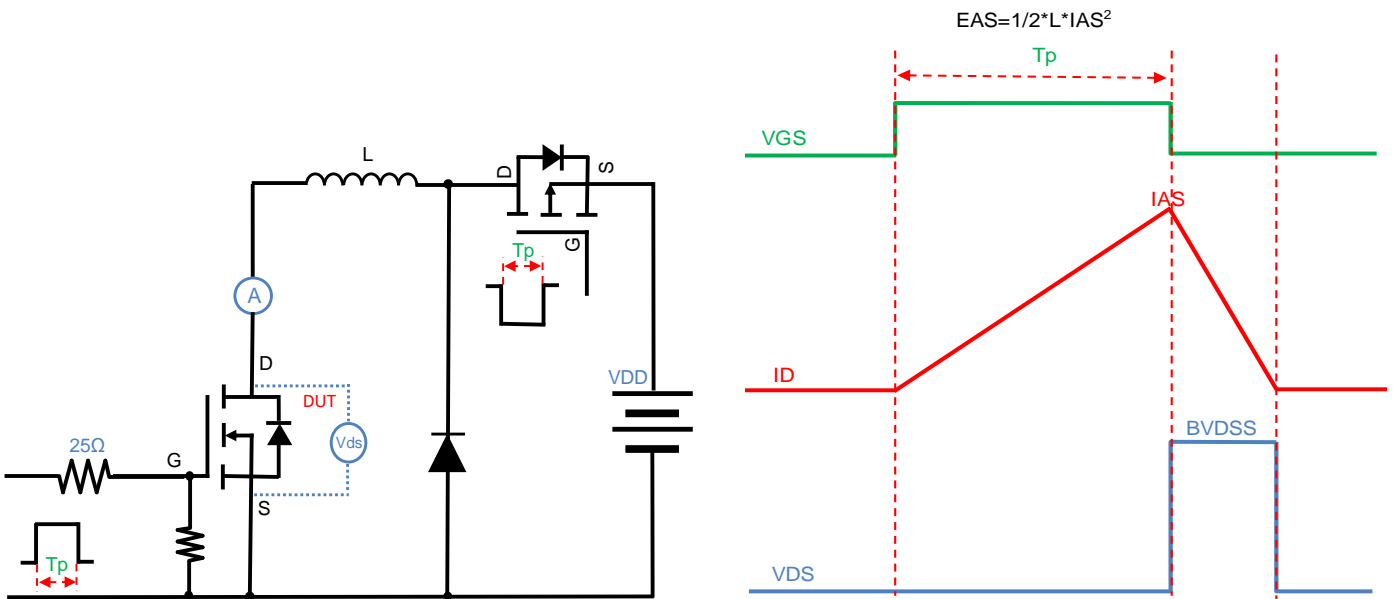 EAS=1/2*L*IAS²
Tp
VGS
L
D
S
G
IAS
Tp
A
D
ID
VDD
DUT
BVDSS
25Ω
G
Vds
S
Tp
VDS